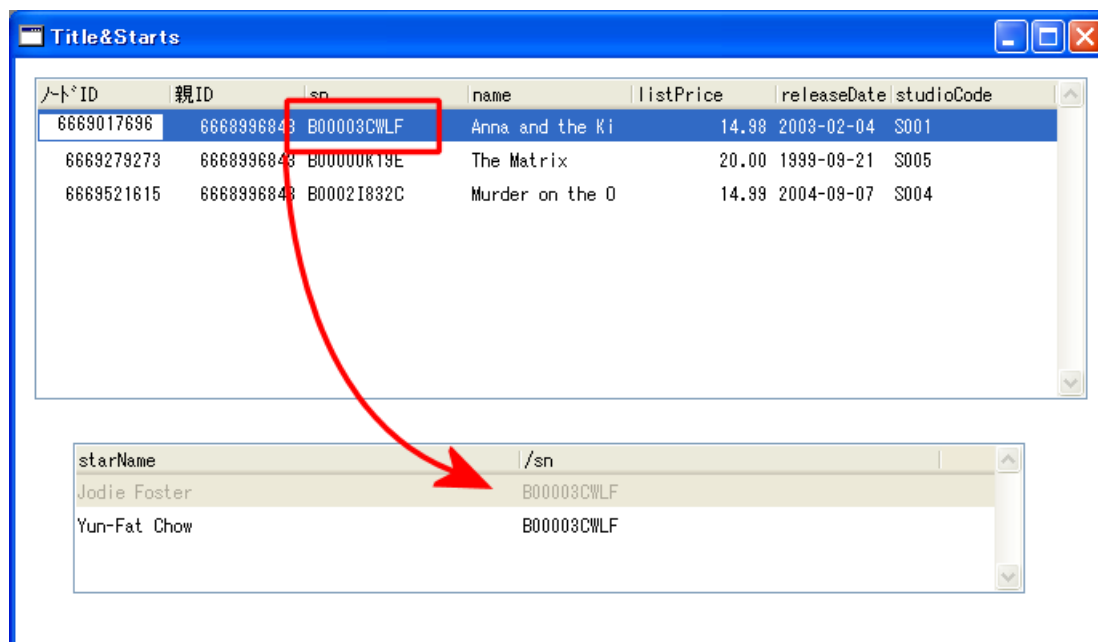 Title&Starts
ノードID 親ID sn name listPrice releaseDate studioCode
6669017696 6668996843 B00003CWLF Anna and the Ki 14.98 2003-02-04 S001
6669279273 6668996843 B00000K19E The Matrix 20.00 1999-09-21 S005
6669521615 6668996843 B0002I832C Murder on the O 14.99 2004-09-07 S004
starName /sn
Jodie Foster B00003CWLF
Yun-Fat Chow B00003CWLF